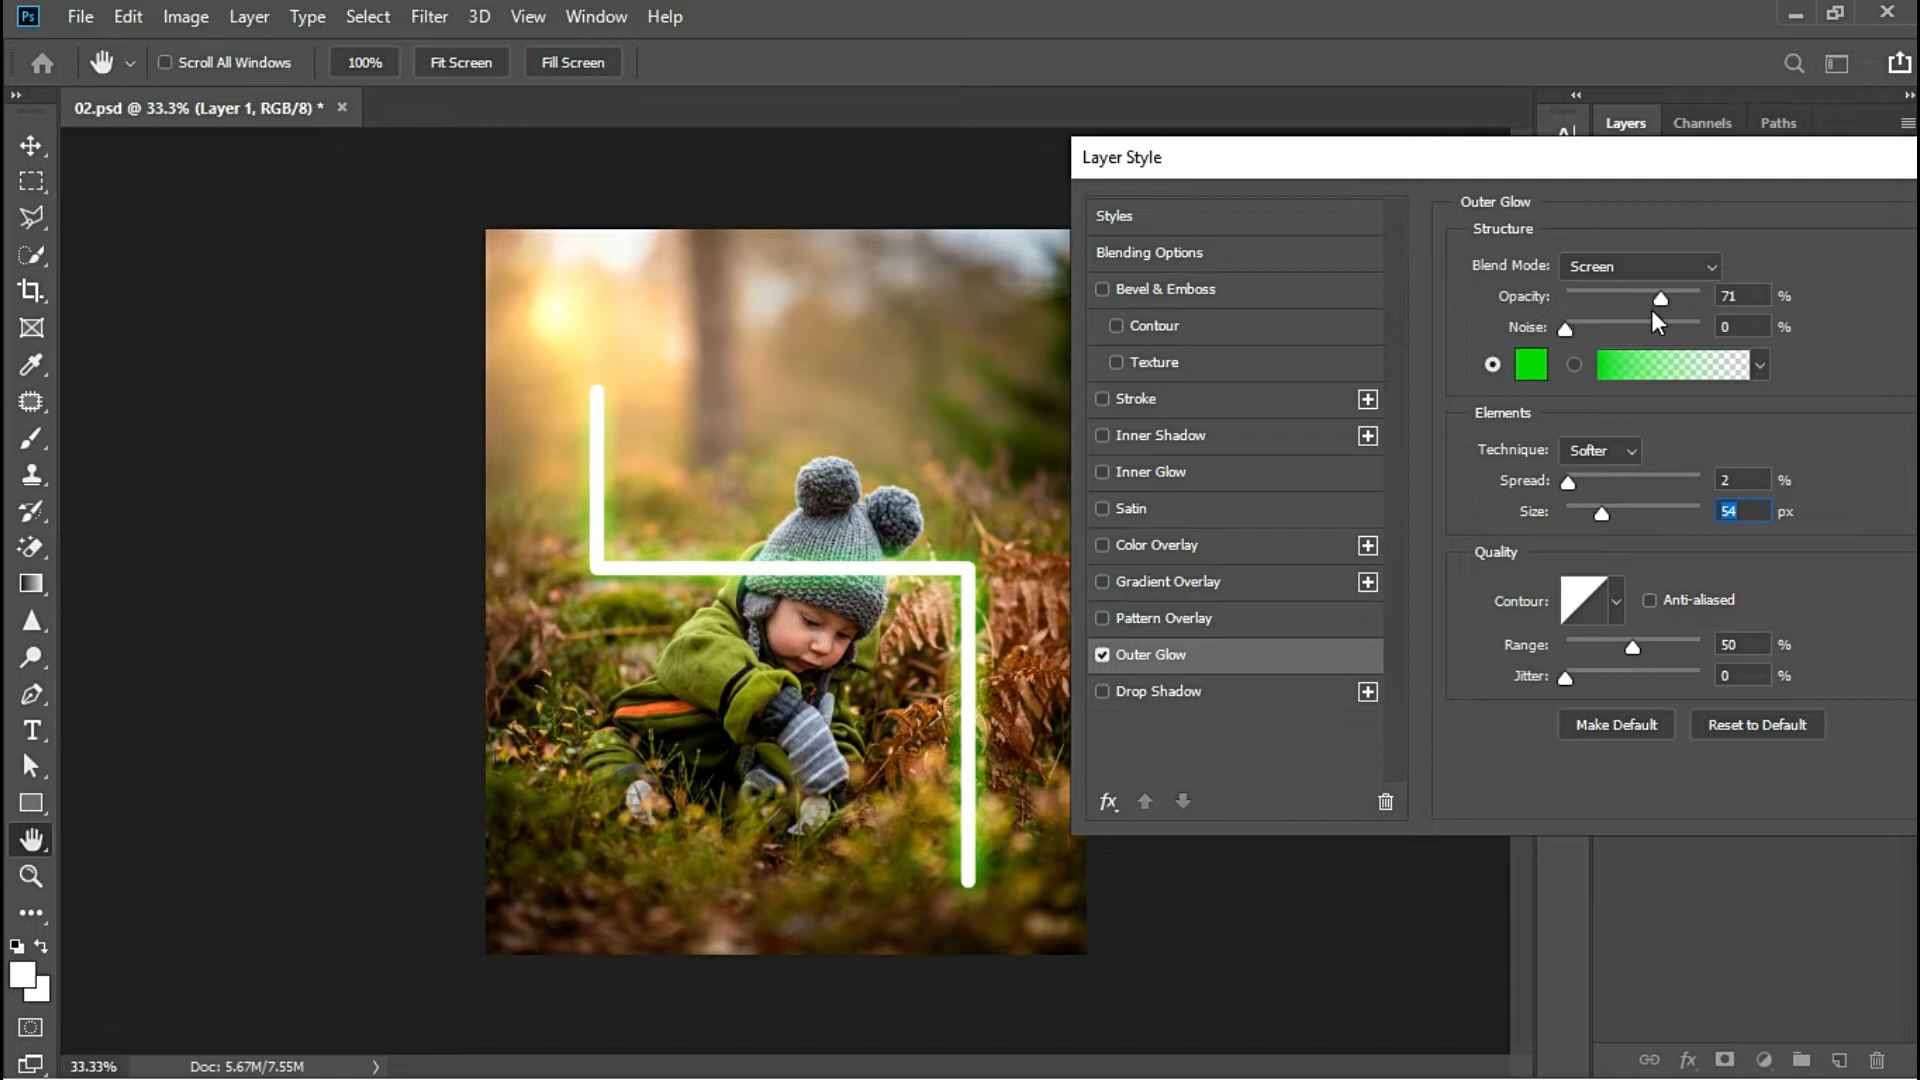 Ps File Edit Image Layer Type Select Filter 3D View Window Help
Scroll All Windows 100% Fit Screen Fill Screen
02.psd @ 33.3% (Layer 1, RGB/8) *
Layers Channels Paths
Layer Style
Styles
Blending Options
Bevel & Emboss
Contour
Texture
Stroke
Inner Shadow
Inner Glow
Satin
Color Overlay
Gradient Overlay
Pattern Overlay
Outer Glow
Drop Shadow
fx
Outer Glow
Structure
Blend Mode: Screen
Opacity: 71 %
Noise: 0 %
Elements
Technique: Softer
Spread: 2 %
Size: 54 px
Quality
Contour: Anti-aliased
Range: 50 %
Jitter: 0 %
Make Default Reset to Default
33.33% Doc: 5.67M/7.55M
fx